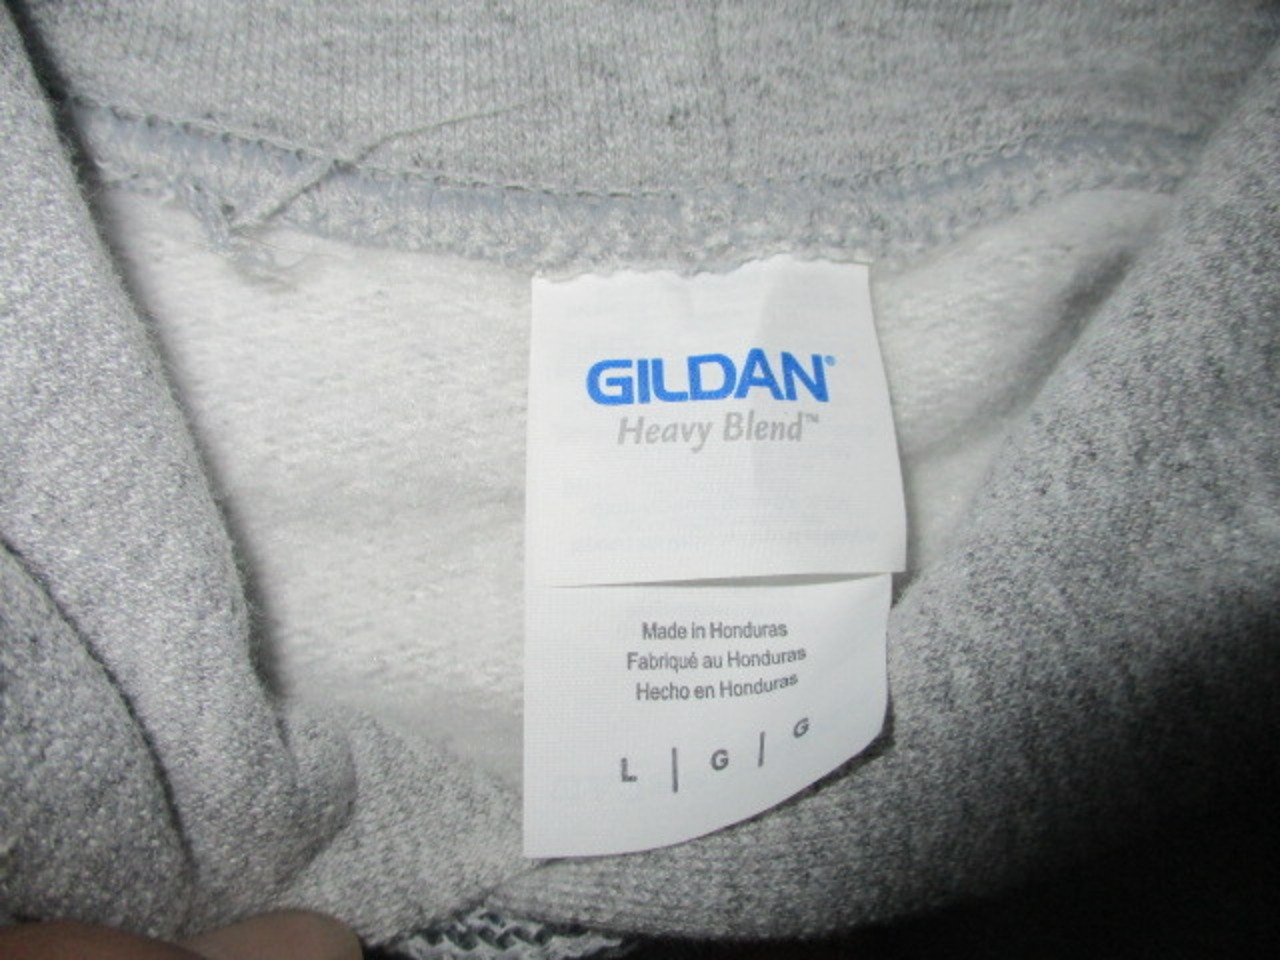 GILDAN®
Heavy Blend™
Made in Honduras
Fabriqué au Honduras
Hecho en Honduras
L | G | G